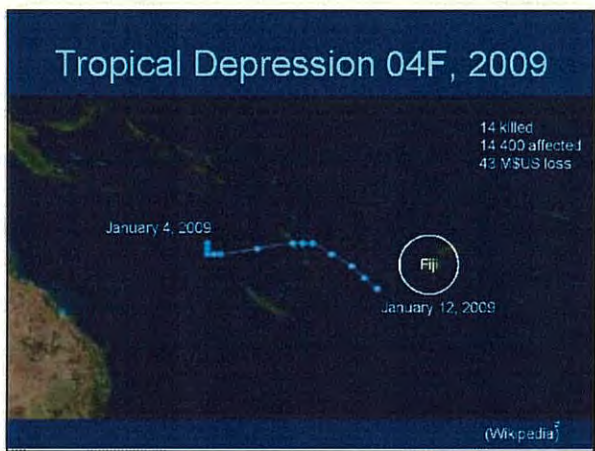 Tropical Depression 04F, 2009
14 killed
14 400 affected
43 M$US loss
January 4, 2009
Fiji
January 12, 2009
(Wikipedia)